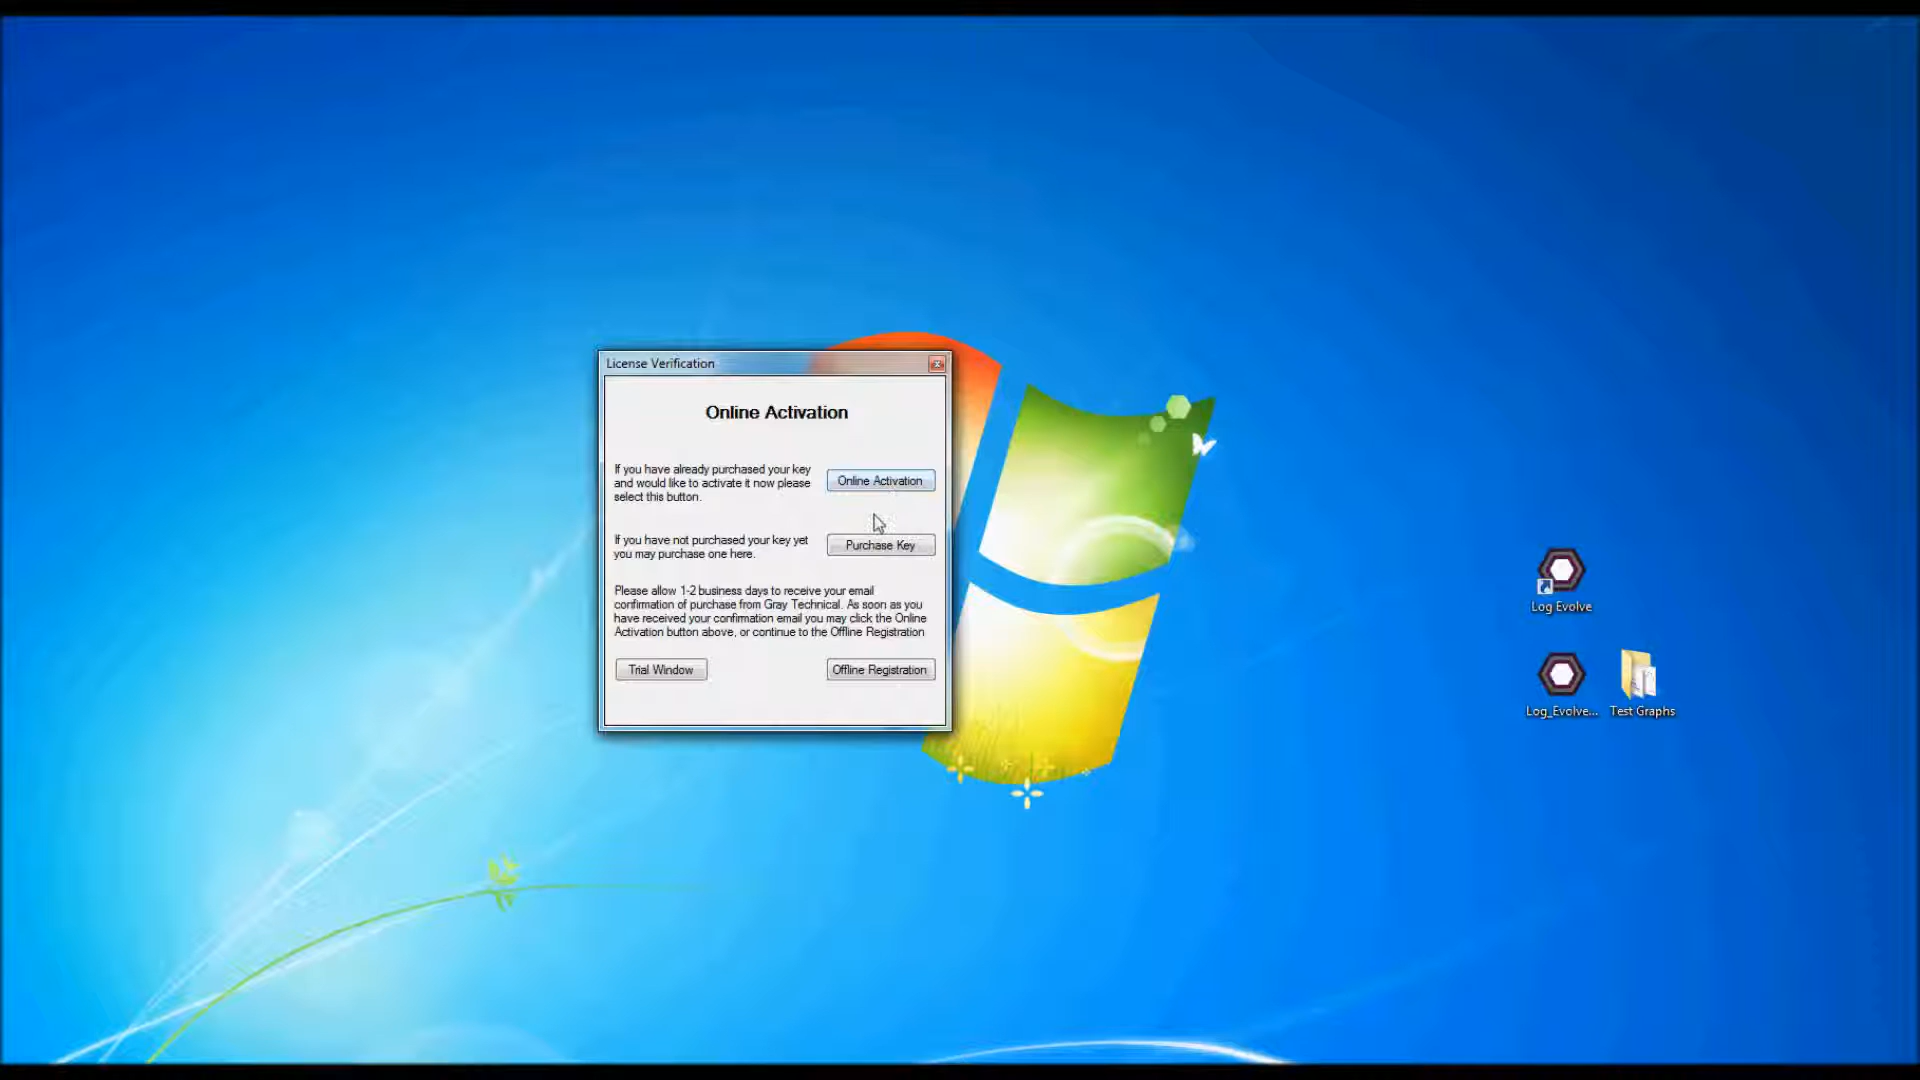 License Verification
Online Activation
If you have already purchased your key
and would like to activate it now please
select this button.
Online Activation
If you have not purchased your key yet
you may purchase one here.
Purchase Key
Please allow 1-2 business days to receive your email
confirmation of purchase from Gray Technical. As soon as you
have received your confirmation email you may click the Online
Activation button above, or continue to the Offline Registration
Trial Window
Offline Registration
Log Evolve
Log_Evolve...
Test Graphs